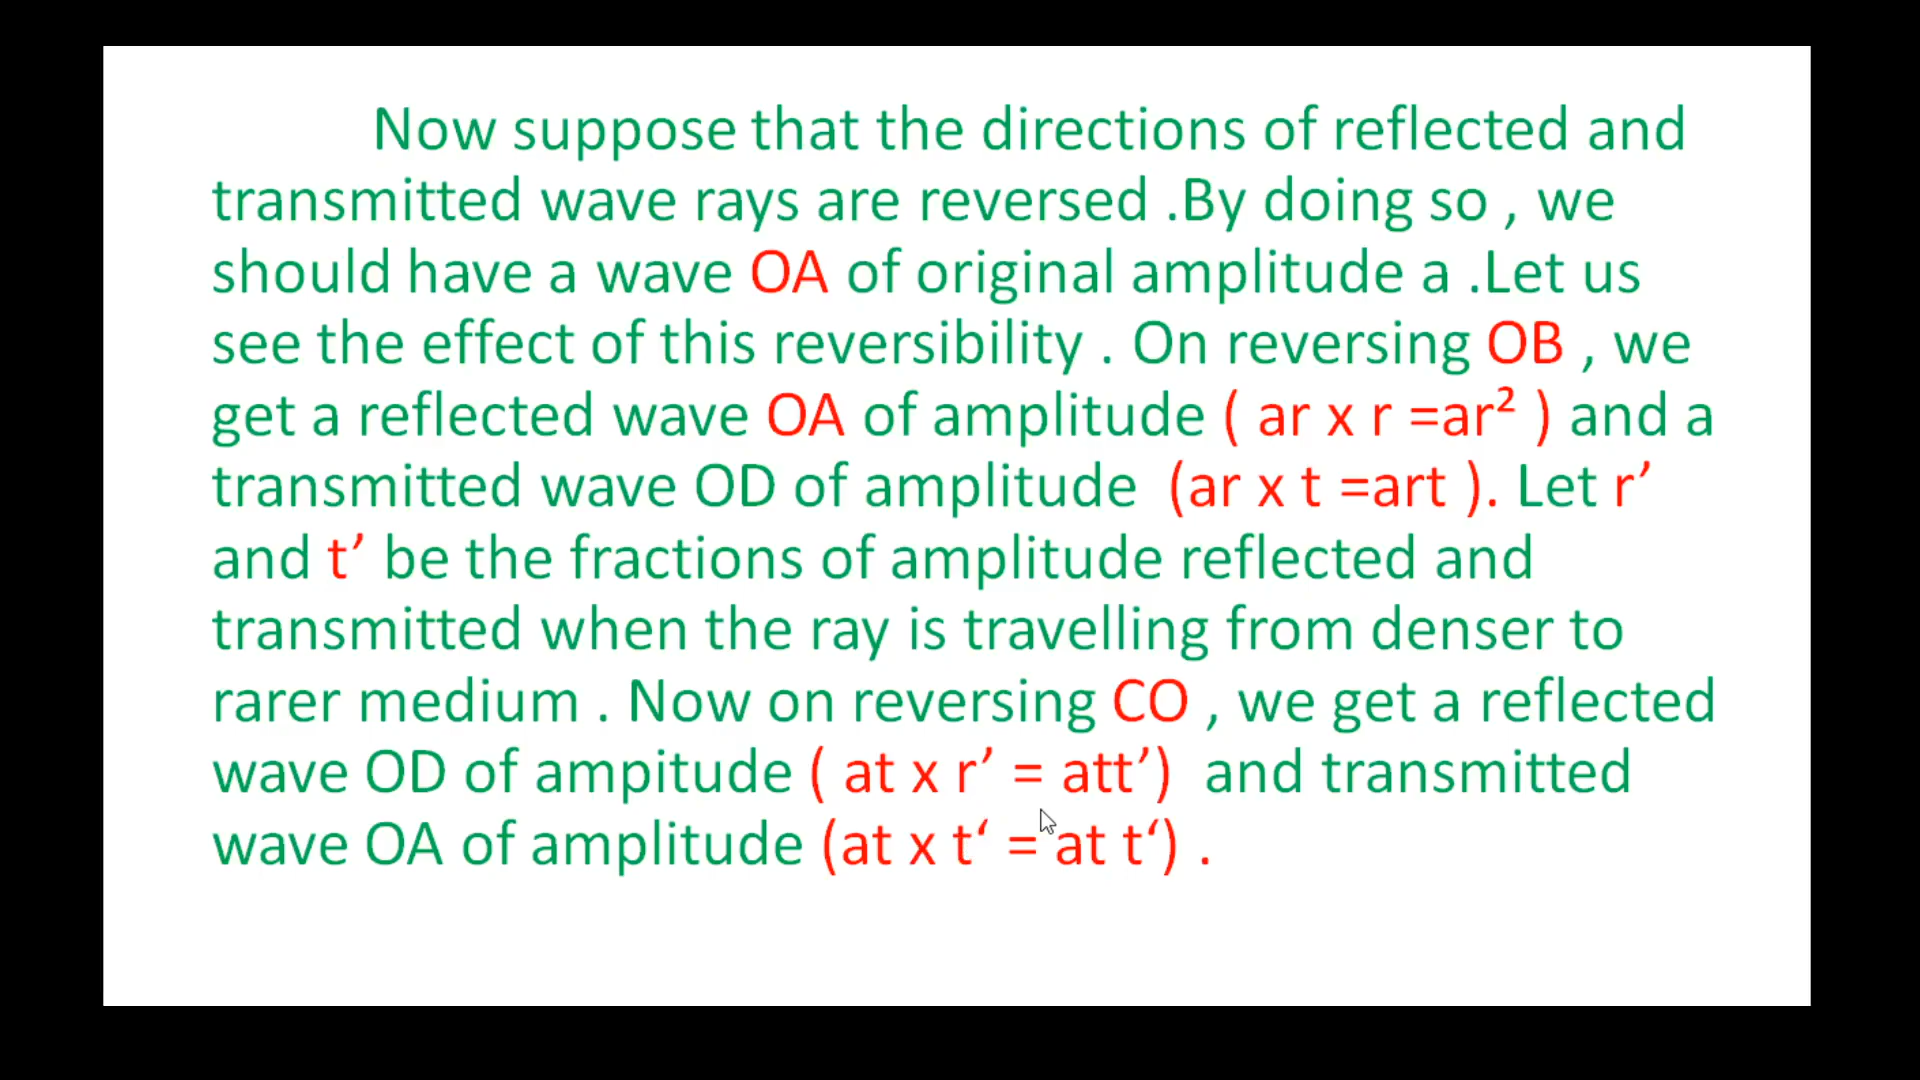 Now suppose that the directions of reflected and
transmitted wave rays are reversed .By doing so , we
should have a wave OA of original amplitude a .Let us
see the effect of this reversibility . On reversing OB , we
get a reflected wave OA of amplitude ( ar x r =ar² ) and a
transmitted wave OD of amplitude (ar x t =art ). Let r’
and t’ be the fractions of amplitude reflected and
transmitted when the ray is travelling from denser to
rarer medium . Now on reversing CO , we get a reflected
wave OD of ampitude ( at x r’ = att’) and transmitted
wave OA of amplitude (at x t‘ = at t‘) .